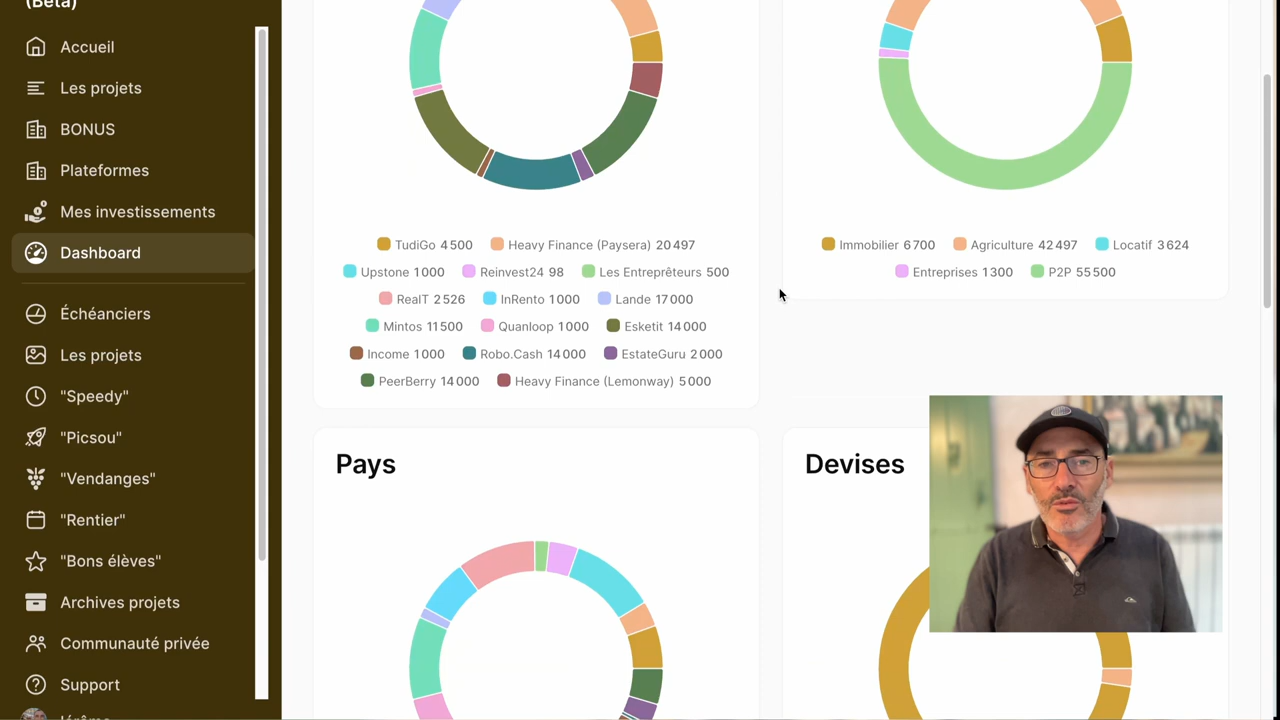 (Beta)
Accueil
Les projets
BONUS
Plateformes
Mes investissements
Dashboard
Échéanciers
Les projets
"Speedy"
"Picsou"
"Vendanges"
"Rentier"
"Bons élèves"
Archives projets
Communauté privée
Support
Jérôme
TudiGo 4 500 Heavy Finance (Paysera) 20 497
Upstone 1 000 Reinvest24 98 Les Entreprêteurs 500
RealT 2 526 InRento 1 000 Lande 17 000
Mintos 11 500 Quanloop 1 000 Esketit 14 000
Income 1 000 Robo.Cash 14 000 EstateGuru 2 000
PeerBerry 14 000 Heavy Finance (Lemonway) 5 000
Immobilier 6 700 Agriculture 42 497 Locatif 3 624
Entreprises 1 300 P2P 55 500
Pays
Devises